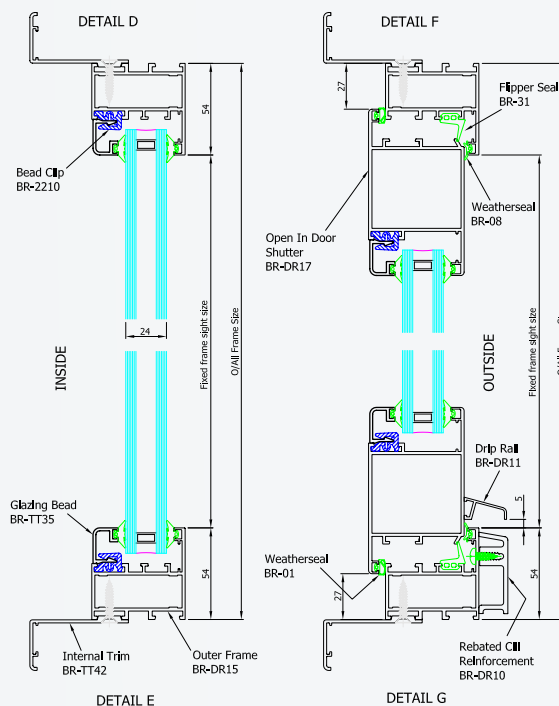 DETAIL D
DETAIL F
54
27
Flipper Seal
BR-31
Bead Clip
BR-2210
Weatherseal
BR-08
Open In Door
Shutter
BR-DR17
24
INSIDE
Fixed frame sight size
O/All Frame Size
OUTSIDE
Fixed frame sight size
Drip Rail
BR-DR11
5
Glazing Bead
BR-TT35
Weatherseal
BR-01
54
27
54
Internal Trim
BR-TT42
Outer Frame
BR-DR15
Rebated Cill
Reinforcement
BR-DR10
DETAIL E
DETAIL G